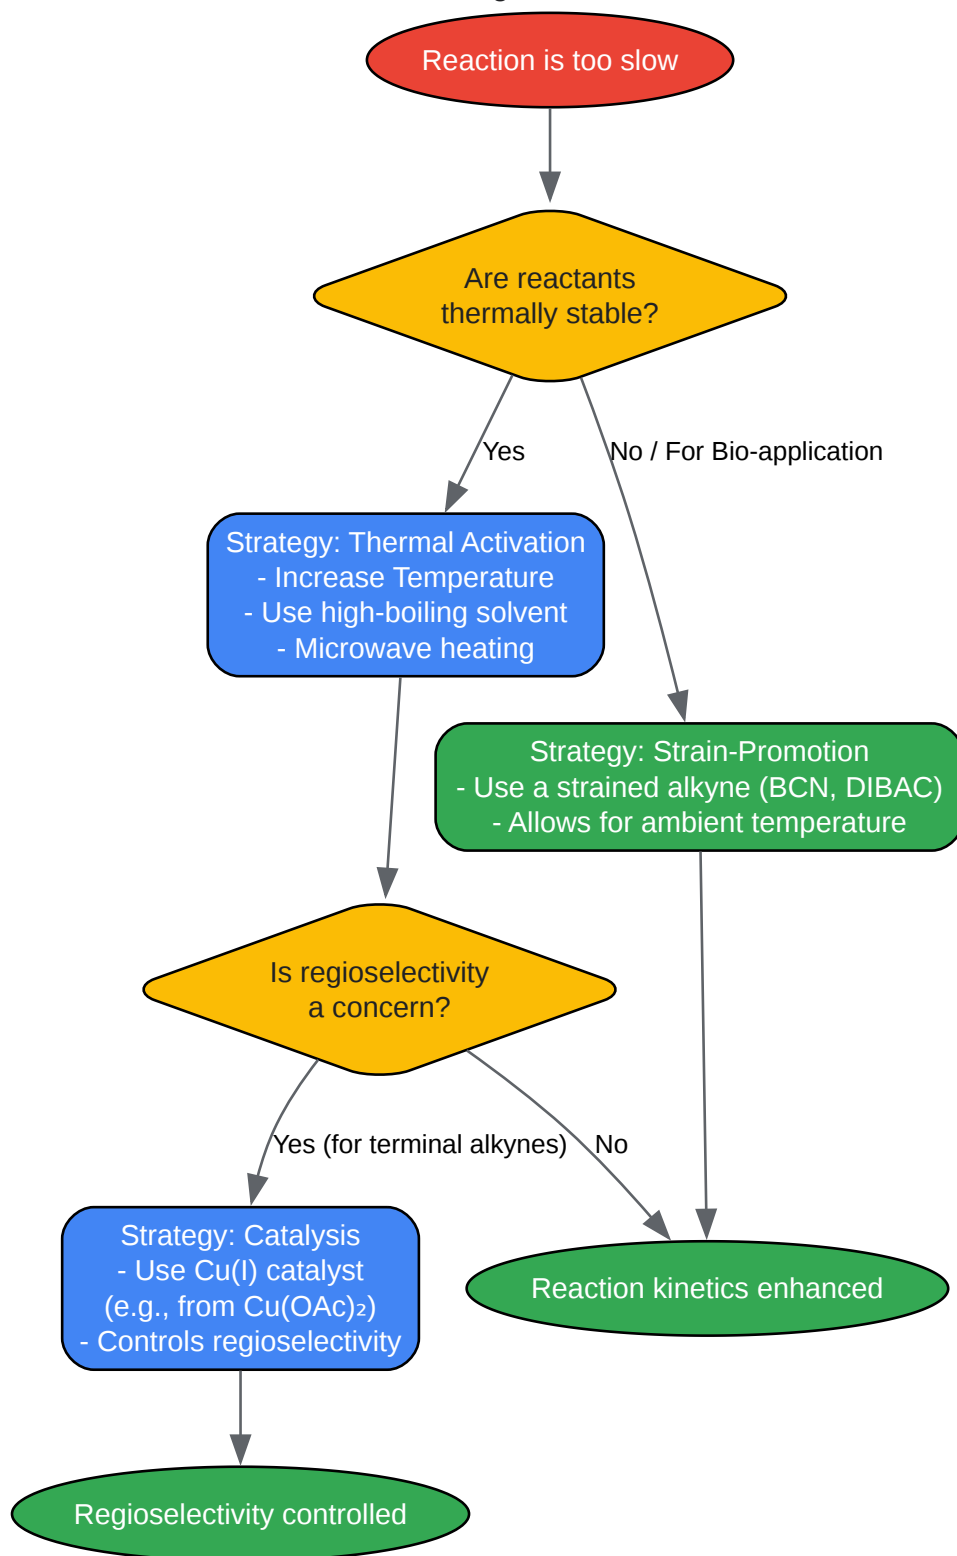 Reaction is too slow
Are reactants
thermally stable?
Yes
No / For Bio-application
Strategy: Thermal Activation
- Increase Temperature
- Use high-boiling solvent
- Microwave heating
Strategy: Strain-Promotion
- Use a strained alkyne (BCN, DIBAC)
- Allows for ambient temperature
Is regioselectivity
a concern?
Yes (for terminal alkynes)
No
Strategy: Catalysis
- Use Cu(I) catalyst
(e.g., from Cu(OAc)₂)
- Controls regioselectivity
Reaction kinetics enhanced
Regioselectivity controlled